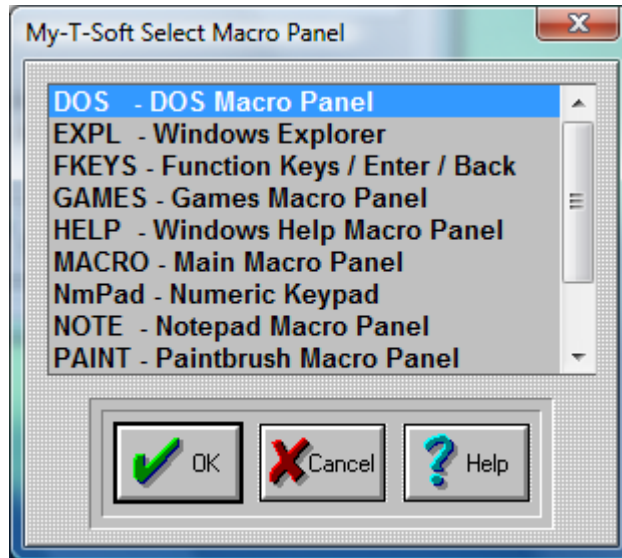 My-T-Soft Select Macro Panel
DOS - DOS Macro Panel
EXPL - Windows Explorer
FKEYS - Function Keys / Enter / Back
GAMES - Games Macro Panel
HELP - Windows Help Macro Panel
MACRO - Main Macro Panel
NmPad - Numeric Keypad
NOTE - Notepad Macro Panel
PAINT - Paintbrush Macro Panel
OK Cancel Help